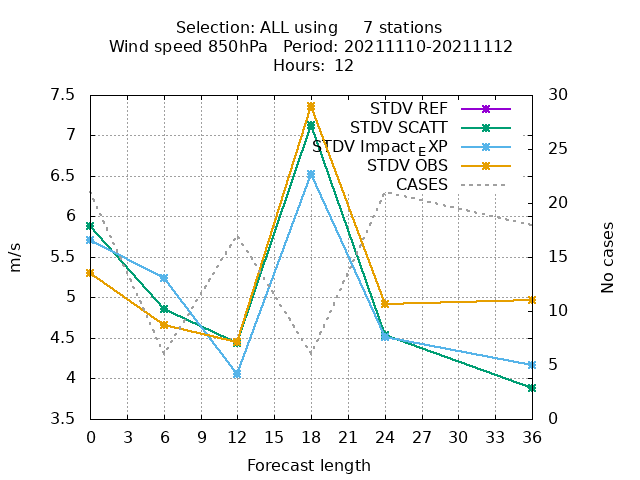 Selection: ALL using 7 stations
Wind speed 850hPa Period: 20211110-20211112
Hours: 12
7.5
7
6.5
6
5.5
5
4.5
4
3.5
m/s
STDV REF
STDV SCATT
STDV Impact_EXP
STDV OBS
CASES
30
25
20
15
10
5
0
No cases
0 3 6 9 12 15 18 21 24 27 30 33 36
Forecast length